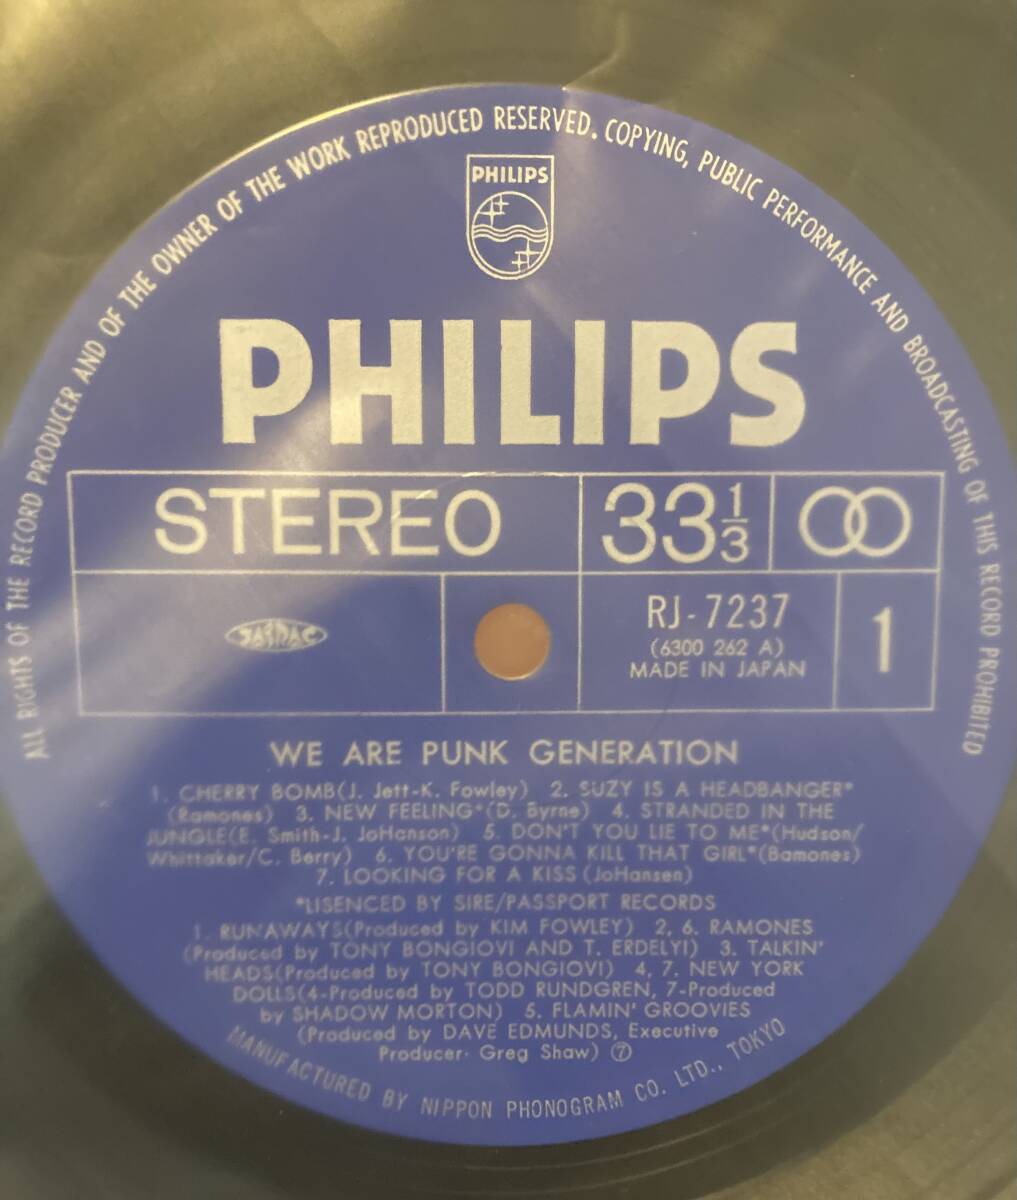 ALL RIGHTS OF THE RECORD PRODUCER AND OF THE OWNER OF THE WORK REPRODUCED RESERVED. COPYING, PUBLIC PERFORMANCE AND BROADCASTING OF THIS RECORD PROHIBITED
PHILIPS
PHILIPS
STEREO 33 1/3
JASRAC
RJ-7237
(6300 262 A)
MADE IN JAPAN
1
WE ARE PUNK GENERATION
1. CHERRY BOMB(J. Jett-K. Fowley) 2. SUZY IS A HEADBANGER*
(Ramones) 3. NEW FEELING*(D. Byrne) 4. STRANDED IN THE
JUNGLE(E. Smith-J. JoHanson) 5. DON'T YOU LIE TO ME*(Hudson/
Whittaker/C. Berry) 6. YOU'RE GONNA KILL THAT GIRL*(Bamones)
7. LOOKING FOR A KISS (JoHansen)
*LISENCED BY SIRE/PASSPORT RECORDS
1. RUNAWAYS(Produced by KIM FOWLEY) 2, 6. RAMONES
(Produced by TONY BONGIOVI AND T. ERDELYI) 3. TALKIN'
HEADS(Produced by TONY BONGIOVI) 4, 7. NEW YORK
DOLLS(4-Produced by TODD RUNDGREN, 7-Produced
by SHADOW MORTON) 5. FLAMIN' GROOVIES
(Produced by DAVE EDMUNDS, Executive
Producer· Greg Shaw) ⑦
MANUFACTURED BY NIPPON PHONOGRAM CO. LTD., TOKYO